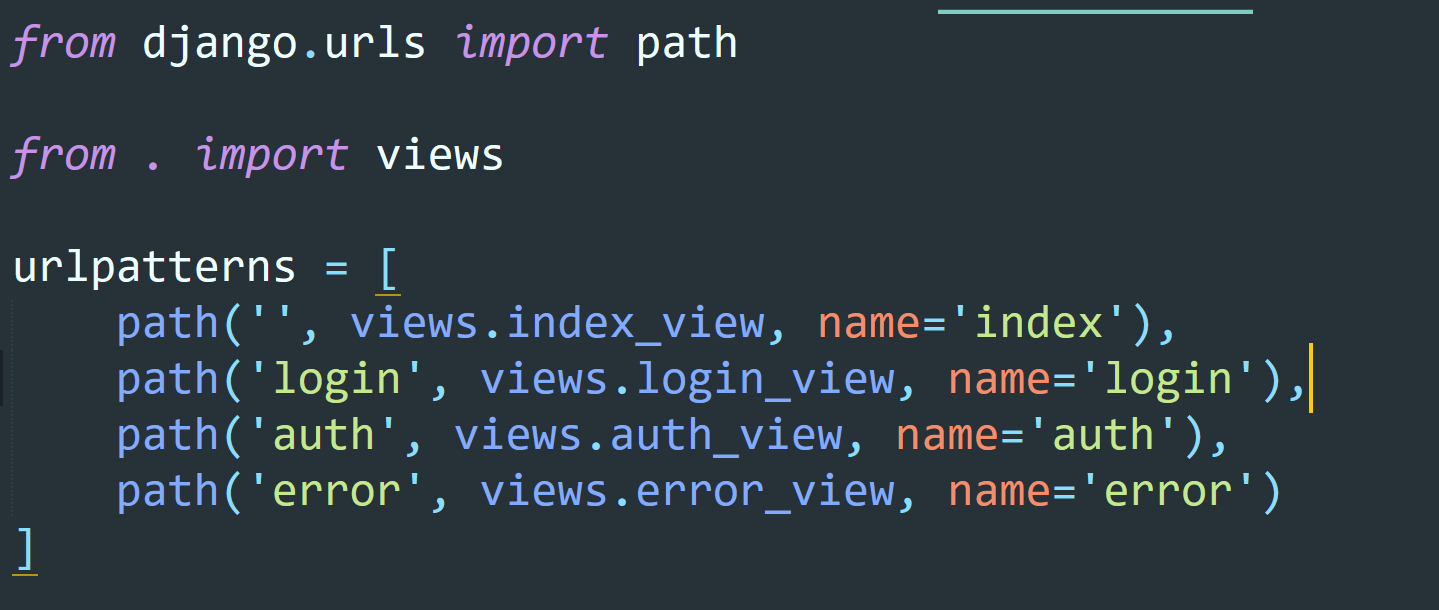 from django.urls import path
from . import views
urlpatterns = [
    path('', views.index_view, name='index'),
    path('login', views.login_view, name='login'),
    path('auth', views.auth_view, name='auth'),
    path('error', views.error_view, name='error')
]